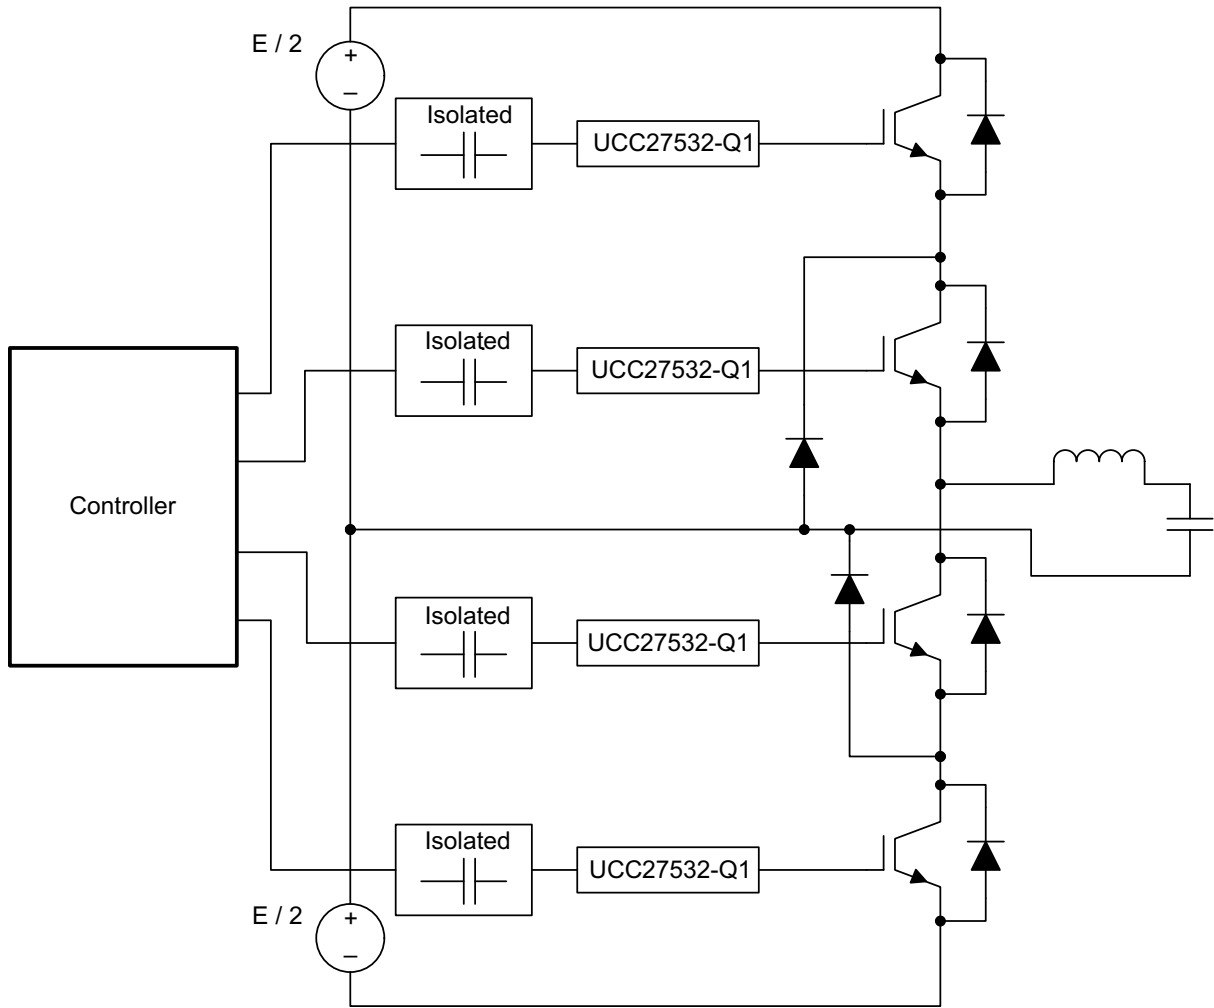 E / 2
+
–
Isolated
UCC27532-Q1
Isolated
UCC27532-Q1
Controller
Isolated
UCC27532-Q1
Isolated
UCC27532-Q1
E / 2
+
–